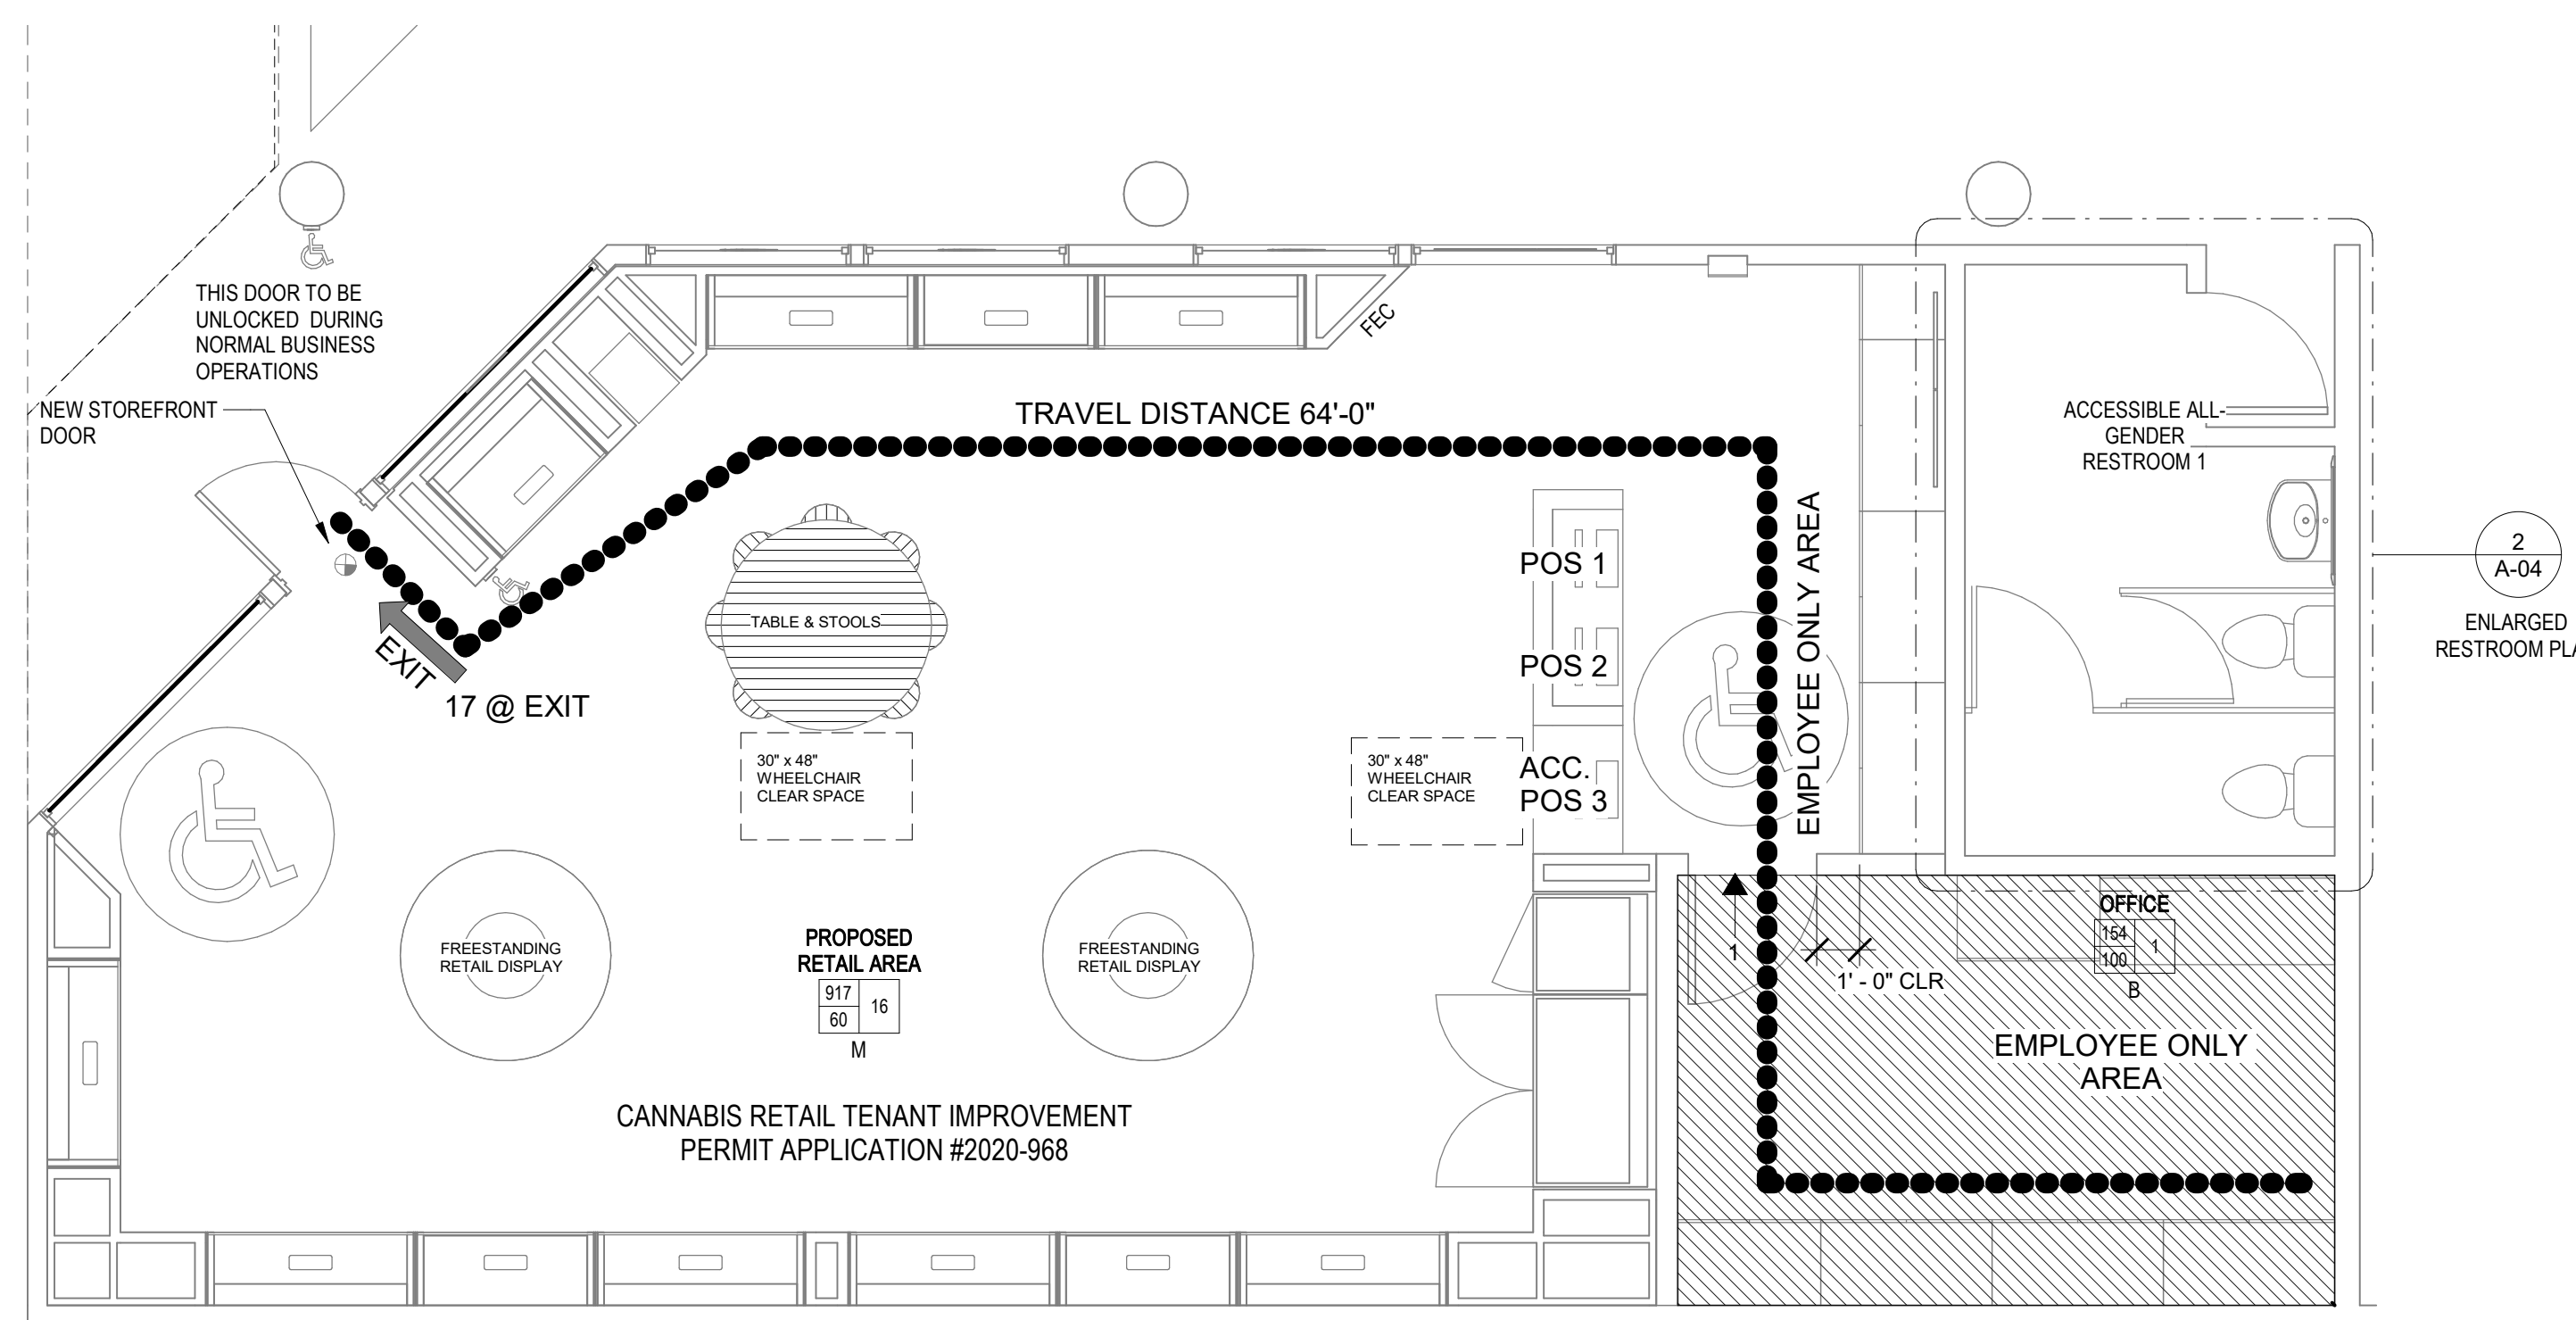 THIS DOOR TO BE
UNLOCKED DURING
NORMAL BUSINESS
OPERATIONS
NEW STOREFRONT
DOOR
FEC
TRAVEL DISTANCE 64'-0"
ACCESSIBLE ALL-
GENDER
RESTROOM 1
2
A-04
ENLARGED
RESTROOM PLA
EXIT
17 @ EXIT
TABLE & STOOLS
30" x 48"
WHEELCHAIR
CLEAR SPACE
30" x 48"
WHEELCHAIR
CLEAR SPACE
POS 1
POS 2
ACC.
POS 3
EMPLOYEE ONLY AREA
FREESTANDING
RETAIL DISPLAY
PROPOSED
RETAIL AREA
917
60
16
M
FREESTANDING
RETAIL DISPLAY
1
1' - 0" CLR
OFFICE
154
100
1
B
EMPLOYEE ONLY
AREA
CANNABIS RETAIL TENANT IMPROVEMENT
PERMIT APPLICATION #2020-968